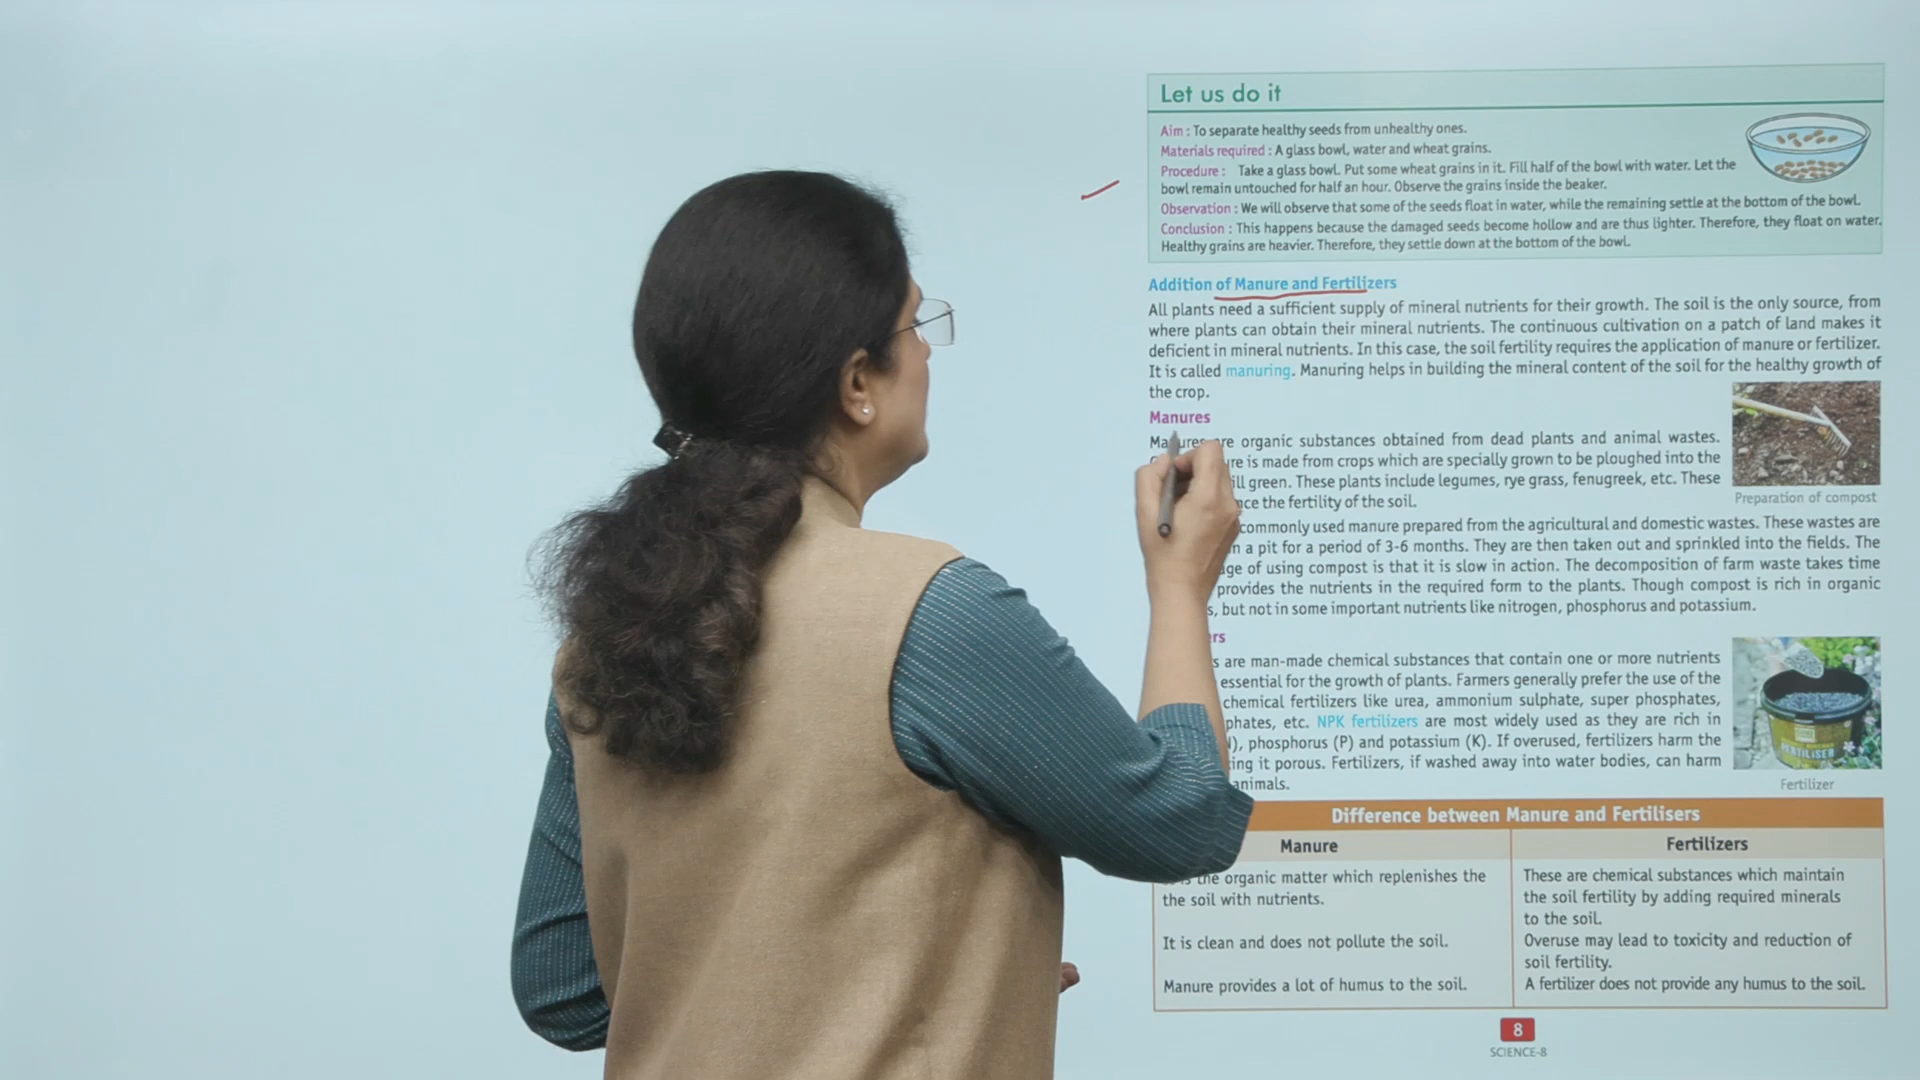 Let us do it
Aim : To separate healthy seeds from unhealthy ones.
Materials required : A glass bowl, water and wheat grains.
Procedure : Take a glass bowl. Put some wheat grains in it. Fill half of the bowl with water. Let the
bowl remain untouched for half an hour. Observe the grains inside the beaker.
Observation : We will observe that some of the seeds float in water, while the remaining settle at the bottom of the bowl.
Conclusion : This happens because the damaged seeds become hollow and are thus lighter. Therefore, they float on water.
Healthy grains are heavier. Therefore, they settle down at the bottom of the bowl.
Addition of Manure and Fertilizers
All plants need a sufficient supply of mineral nutrients for their growth. The soil is the only source, from
where plants can obtain their mineral nutrients. The continuous cultivation on a patch of land makes it
deficient in mineral nutrients. In this case, the soil fertility requires the application of manure or fertilizer.
It is called manuring. Manuring helps in building the mineral content of the soil for the healthy growth of
the crop.
Manures
Manures are organic substances obtained from dead plants and animal wastes.
is made from crops which are specially grown to be ploughed into the
green. These plants include legumes, rye grass, fenugreek, etc. These
the fertility of the soil.
Preparation of compost
commonly used manure prepared from the agricultural and domestic wastes. These wastes are
a pit for a period of 3-6 months. They are then taken out and sprinkled into the fields. The
of using compost is that it is slow in action. The decomposition of farm waste takes time
provides the nutrients in the required form to the plants. Though compost is rich in organic
but not in some important nutrients like nitrogen, phosphorus and potassium.
are man-made chemical substances that contain one or more nutrients
essential for the growth of plants. Farmers generally prefer the use of the
chemical fertilizers like urea, ammonium sulphate, super phosphates,
etc. NPK fertilizers are most widely used as they are rich in
phosphorus (P) and potassium (K). If overused, fertilizers harm the
it porous. Fertilizers, if washed away into water bodies, can harm
animals.
FERTILISER
Fertilizer
Difference between Manure and Fertilisers
Manure
Fertilizers
the organic matter which replenishes the
the soil with nutrients.
It is clean and does not pollute the soil.
Manure provides a lot of humus to the soil.
These are chemical substances which maintain
the soil fertility by adding required minerals
to the soil.
Overuse may lead to toxicity and reduction of
soil fertility.
A fertilizer does not provide any humus to the soil.
8
SCIENCE-8